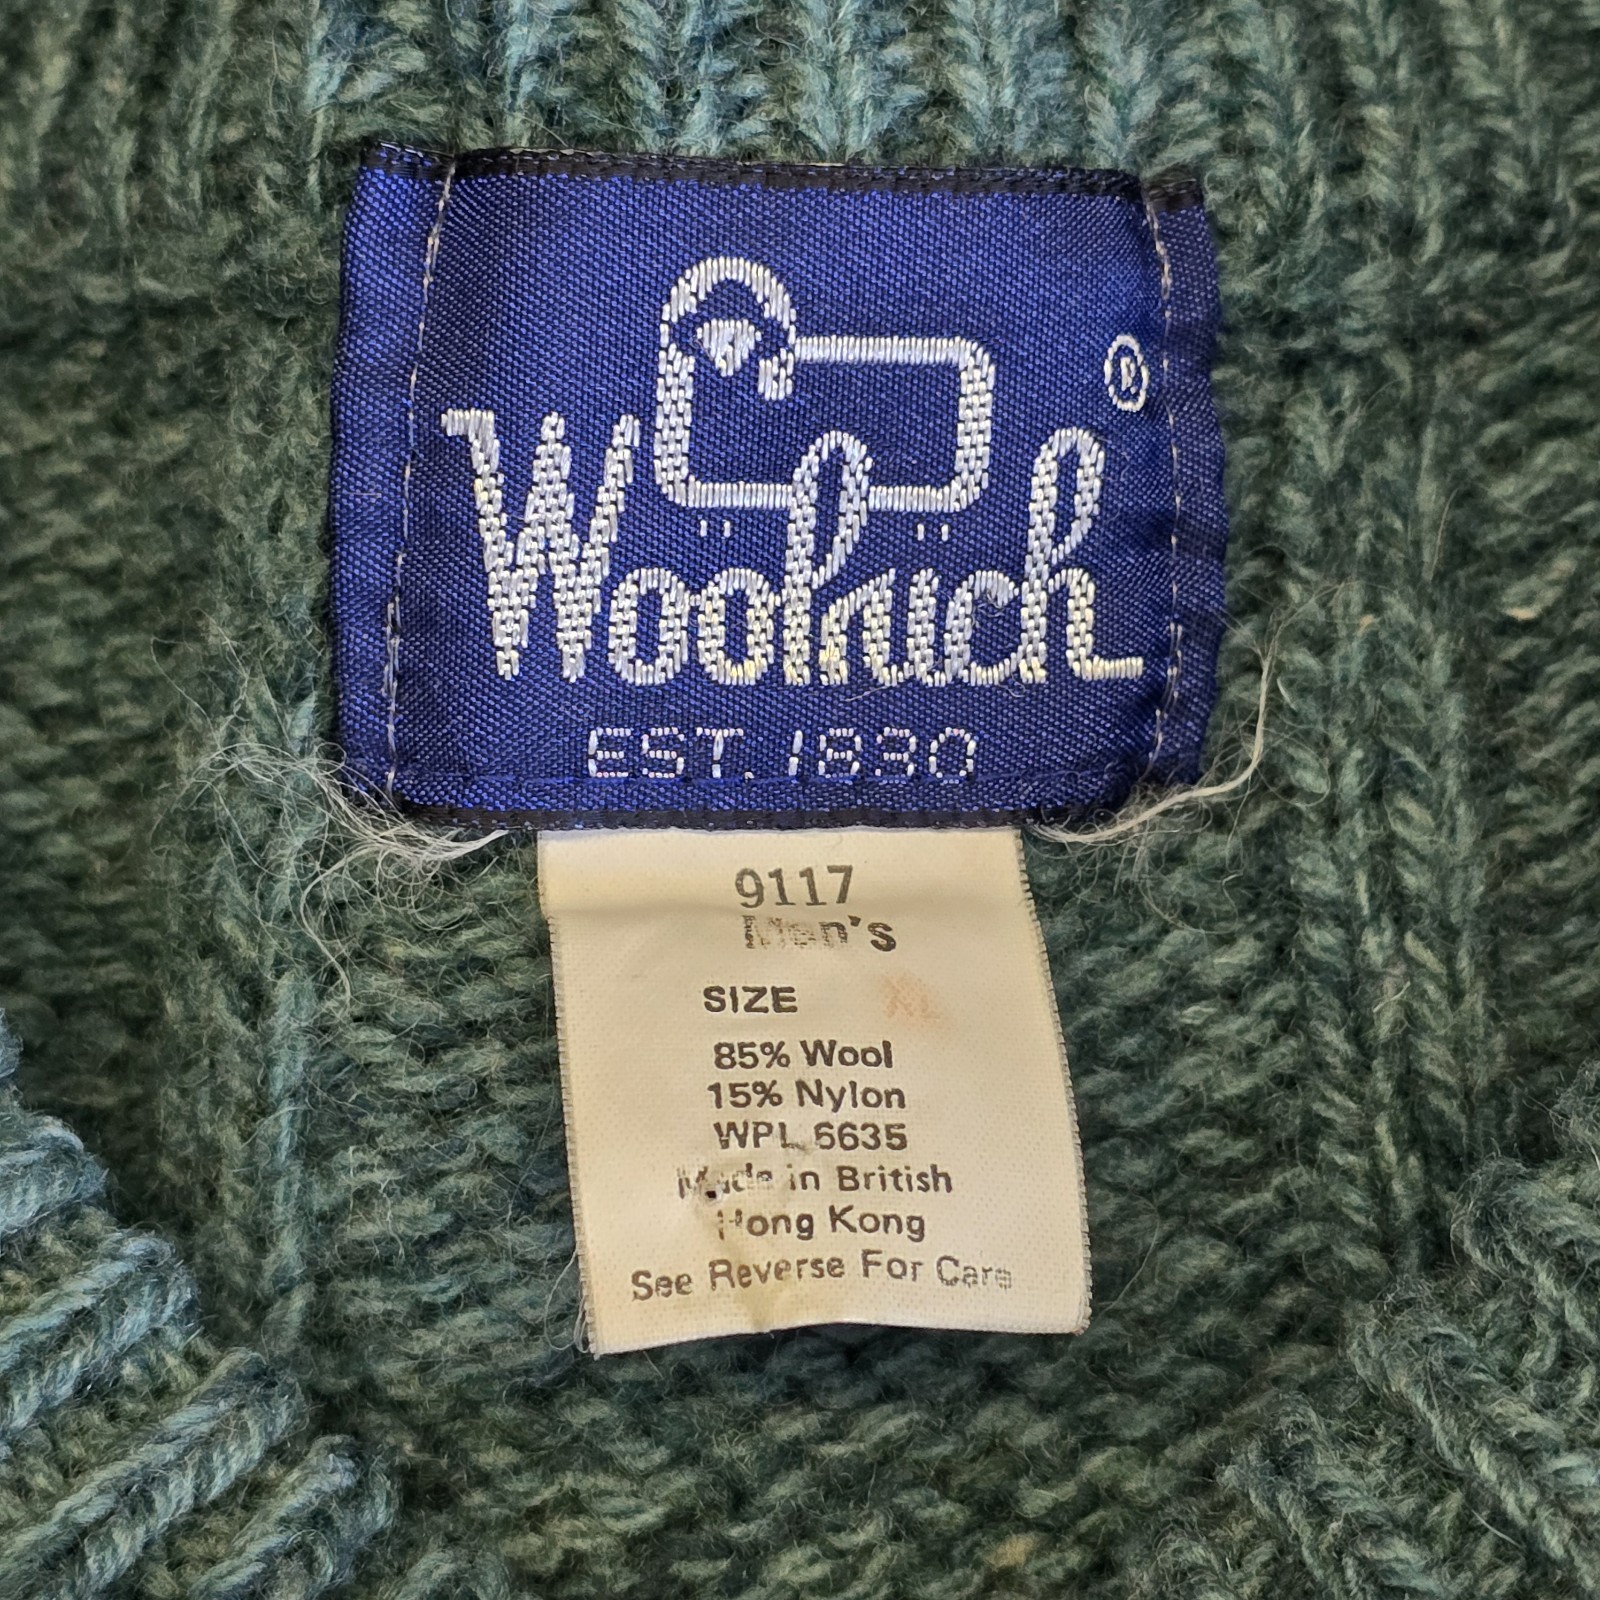 Woolrich ®
EST. 1830
9117
Men's
SIZE XL
85% Wool
15% Nylon
WPL 6635
Made in British
Hong Kong
See Reverse For Care